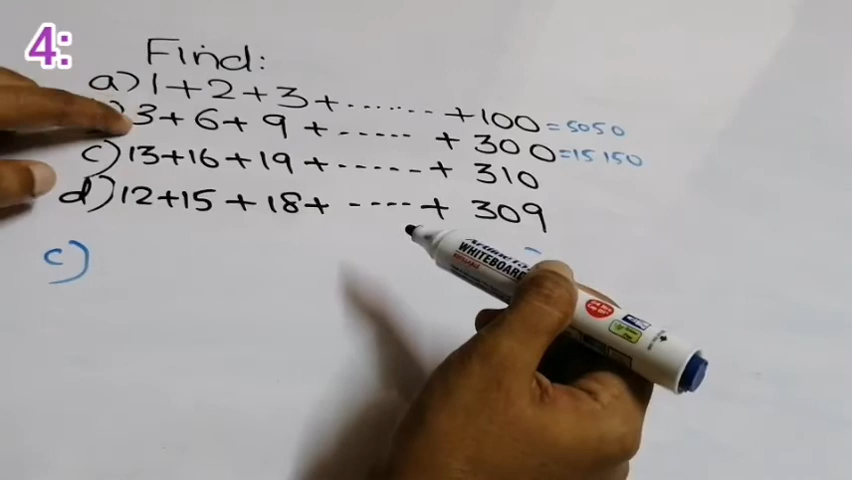 4:
Find:
a) 1+2+3+........+100 = 5050
) 3+6+9+......+300 = 15150
c) 13+16+19+......+310
d) 12+15+18+....+309
c)
WHITEBOARD